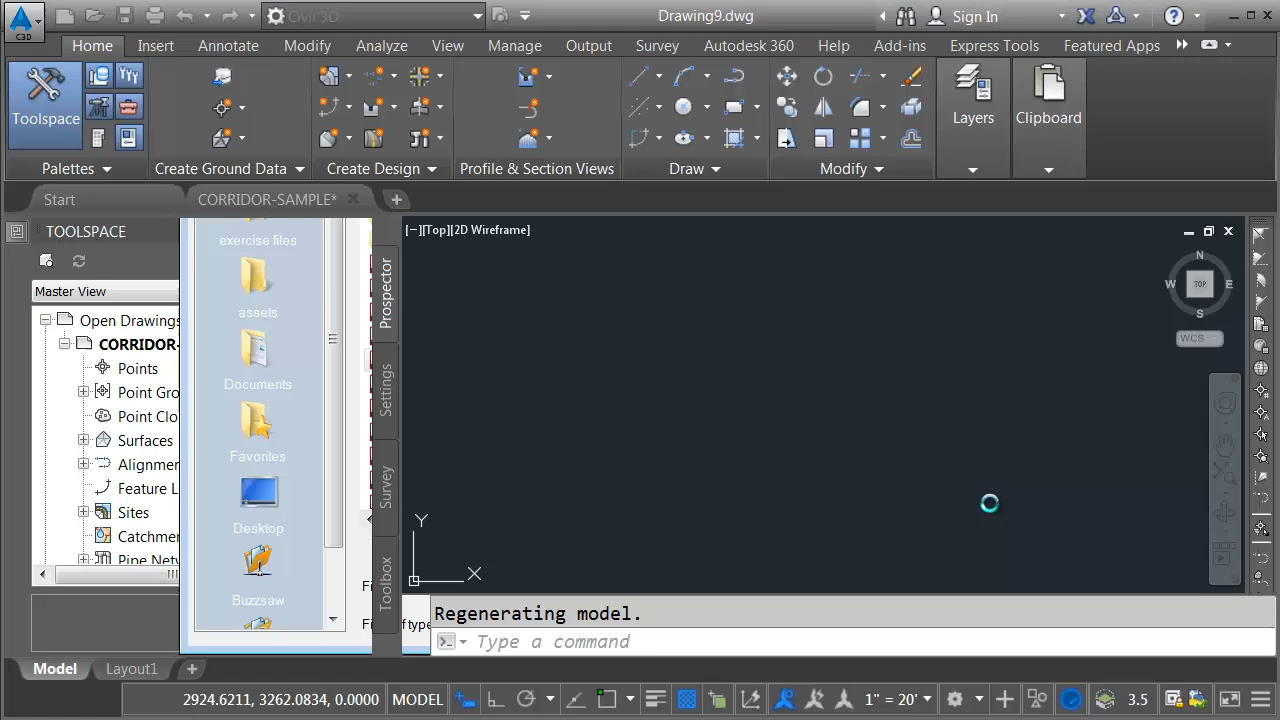 Civil 3D
Drawing9.dwg
Sign In
C3D
Home Insert Annotate Modify Analyze View Manage Output Survey Autodesk 360 Help Add-ins Express Tools Featured Apps
Toolspace
Layers
Clipboard
Palettes
Create Ground Data
Create Design
Profile & Section Views
Draw
Modify
Start
CORRIDOR-SAMPLE*
TOOLSPACE
Master View
Open Drawings
CORRIDOR-
Points
Point Gro
Point Clo
Surfaces
Alignmer
Feature L
Sites
Catchmer
Pipe Netv
exercise files
assets
Documents
Favorites
Desktop
Buzzsaw
Prospector
Settings
Survey
Toolbox
[−][Top][2D Wireframe]
N
W
TOP
E
S
WCS
Y
X
Regenerating model.
Type a command
Model
Layout1
2924.6211, 3262.0834, 0.0000
MODEL
1" = 20'
3.5